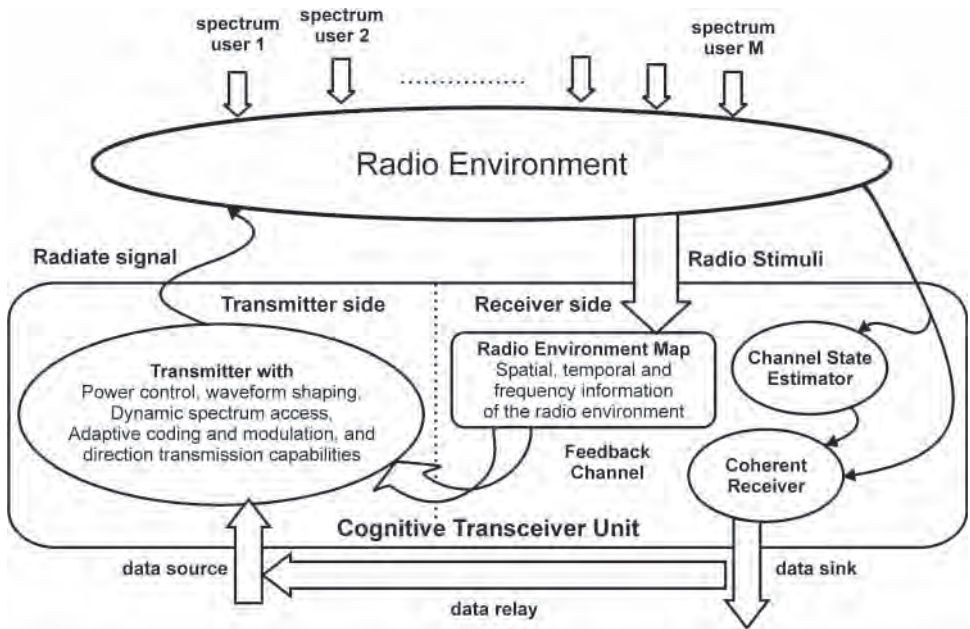 spectrum
user 1
spectrum
user 2
spectrum
user M
Radio Environment
Radiate signal
Radio Stimuli
Transmitter side
Receiver side
Transmitter with
Power control, waveform shaping,
Dynamic spectrum access,
Adaptive coding and modulation, and
direction transmission capabilities
Radio Environment Map
Spatial, temporal and
frequency information
of the radio environment
Channel State
Estimator
Feedback
Channel
Coherent
Receiver
Cognitive Transceiver Unit
data source
data sink
data relay